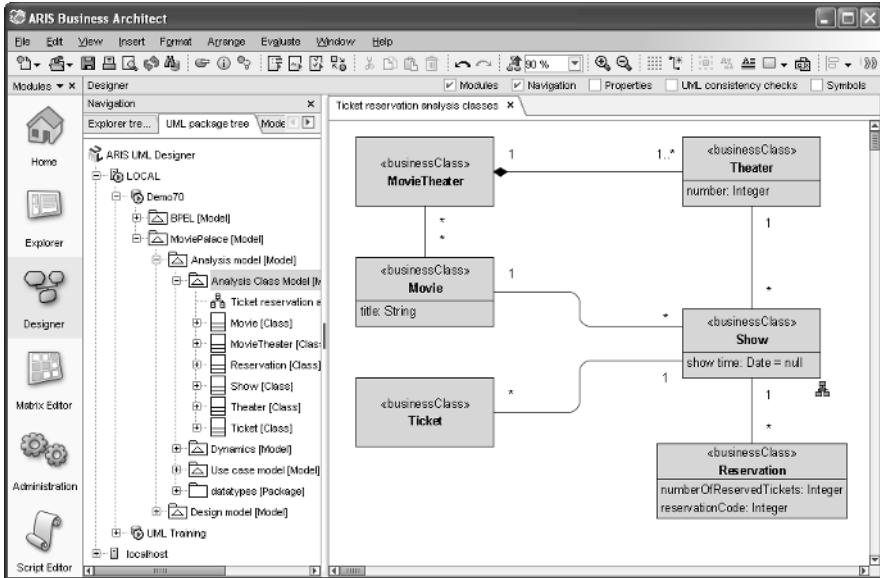 ARIS Business Architect
File Edit View Insert Format Arrange Evaluate Window Help
90 %
Modules Designer Modules Navigation Properties UML consistency checks Symbols
Navigation
Explorer tre... UML package tree Mode
Home
Explorer
Designer
Matrix Editor
Administration
Script Editor
ARIS UML Designer
LOCAL
Demo70
BPEL [Model]
MoviePalace [Model]
Analysis model [Model]
Analysis Class Model [M
Ticket reservation a
Movie [Class]
MovieTheater [Clas
Reservation [Class]
Show [Class]
Theater [Class]
Ticket [Class]
Dynamics [Model]
Use case model [Model]
datatypes [Package]
Design model [Model]
UML Training
localhost
Ticket reservation analysis classes
«businessClass»
MovieTheater
1
1..*
«businessClass»
Theater
number: Integer
*
*
1
*
«businessClass»
Movie
title: String
1
*
«businessClass»
Show
show time: Date = null
«businessClass»
Ticket
*
1
1
*
«businessClass»
Reservation
numberOfReservedTickets: Integer
reservationCode: Integer